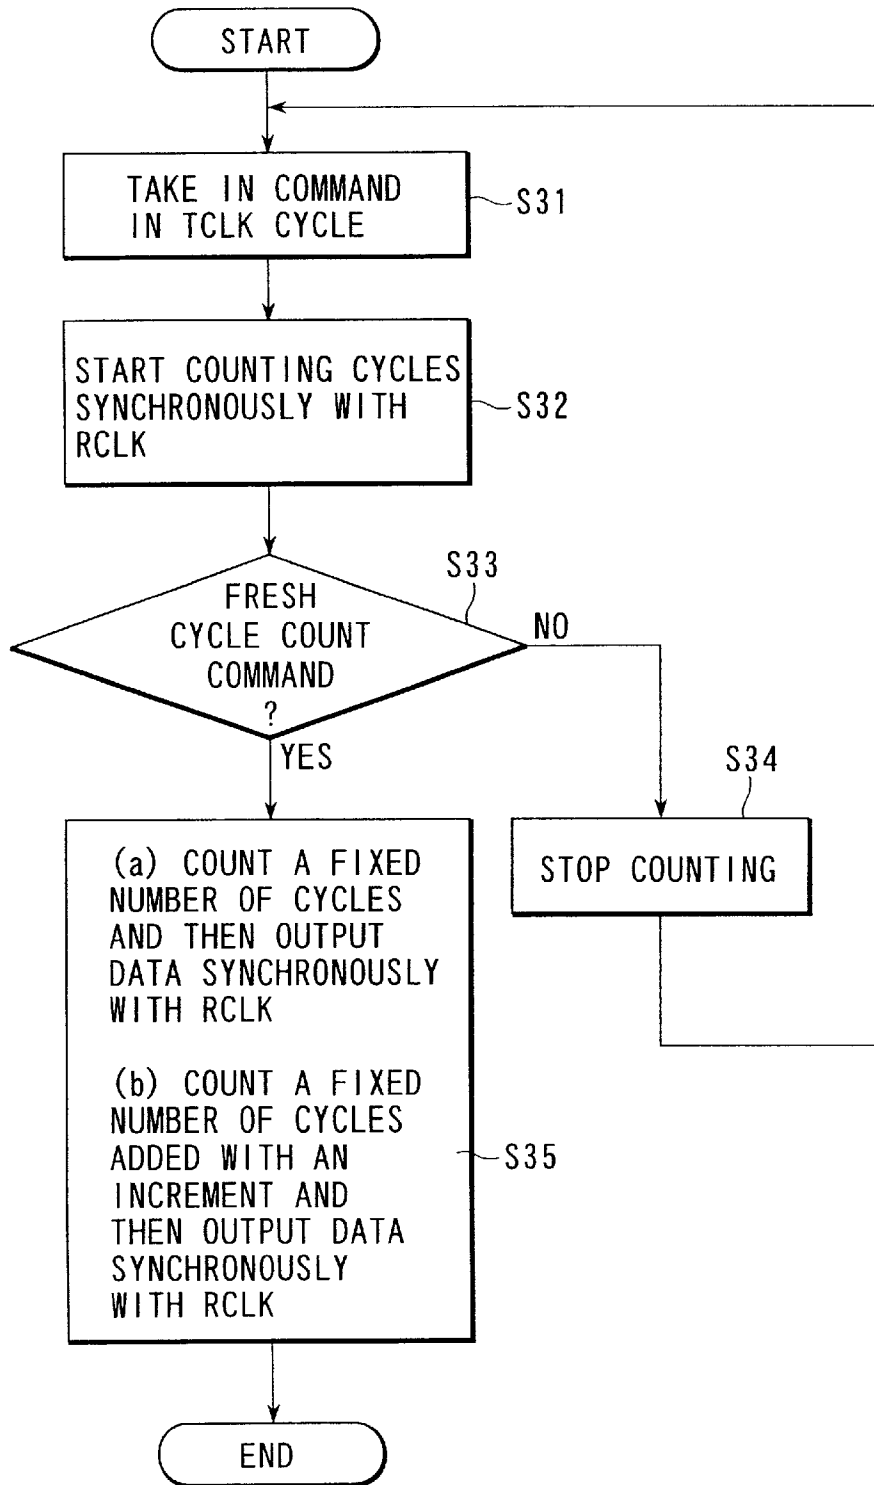 START
TAKE IN COMMAND
IN TCLK CYCLE
S31
START COUNTING CYCLES
SYNCHRONOUSLY WITH
RCLK
S32
S33
FRESH
CYCLE COUNT
COMMAND
?
NO
YES
S34
STOP COUNTING
(a) COUNT A FIXED
NUMBER OF CYCLES
AND THEN OUTPUT
DATA SYNCHRONOUSLY
WITH RCLK
(b) COUNT A FIXED
NUMBER OF CYCLES
ADDED WITH AN
INCREMENT AND
THEN OUTPUT DATA
SYNCHRONOUSLY
WITH RCLK
S35
END